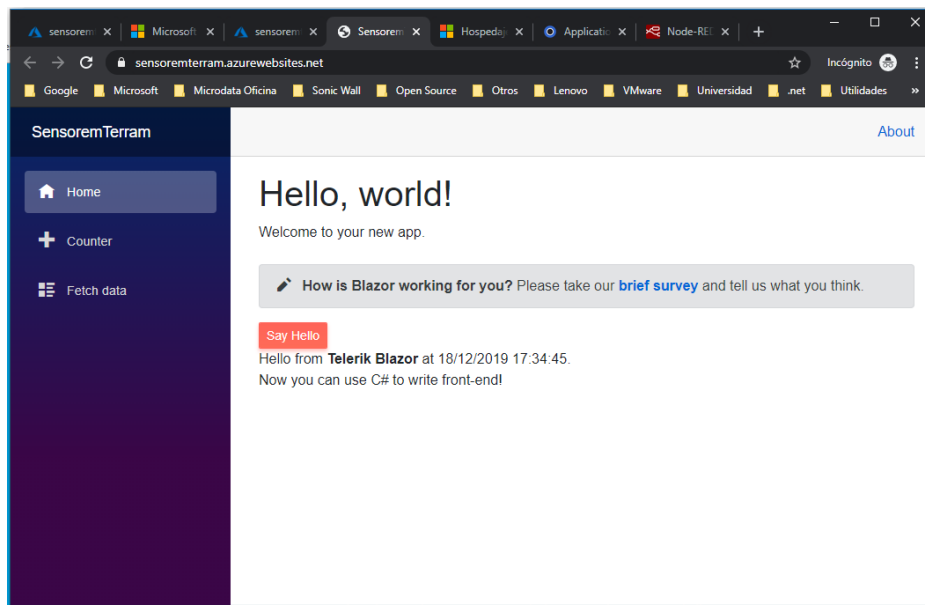 sensorem
Microsoft
sensorem
Sensorem
Hospedaj
Applicatio
Node-RED
sensoremterram.azurewebsites.net
Incógnito
Google Microsoft Microdata Oficina Sonic Wall Open Source Otros Lenovo VMware Universidad .net Utilidades »
SensoremTerram
About
Home
Counter
Fetch data
Hello, world!
Welcome to your new app.
How is Blazor working for you? Please take our brief survey and tell us what you think.
Say Hello
Hello from Telerik Blazor at 18/12/2019 17:34:45.
Now you can use C# to write front-end!